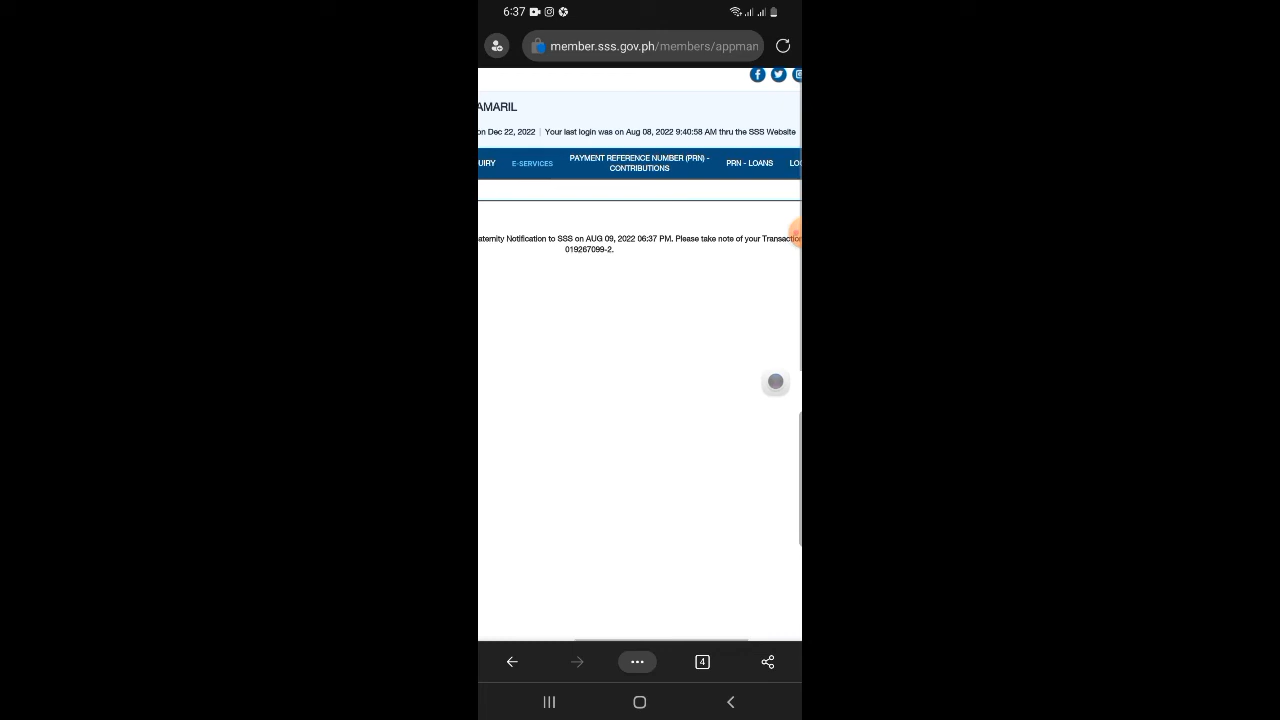 6:37
member.sss.gov.ph/members/appman
AMARIL
on Dec 22, 2022 | Your last login was on Aug 08, 2022 9:40:58 AM thru the SSS Website
UIRY E-SERVICES PAYMENT REFERENCE NUMBER (PRN) - CONTRIBUTIONS PRN - LOANS LO
aternity Notification to SSS on AUG 09, 2022 06:37 PM. Please take note of your Transaction
019267099-2.
4